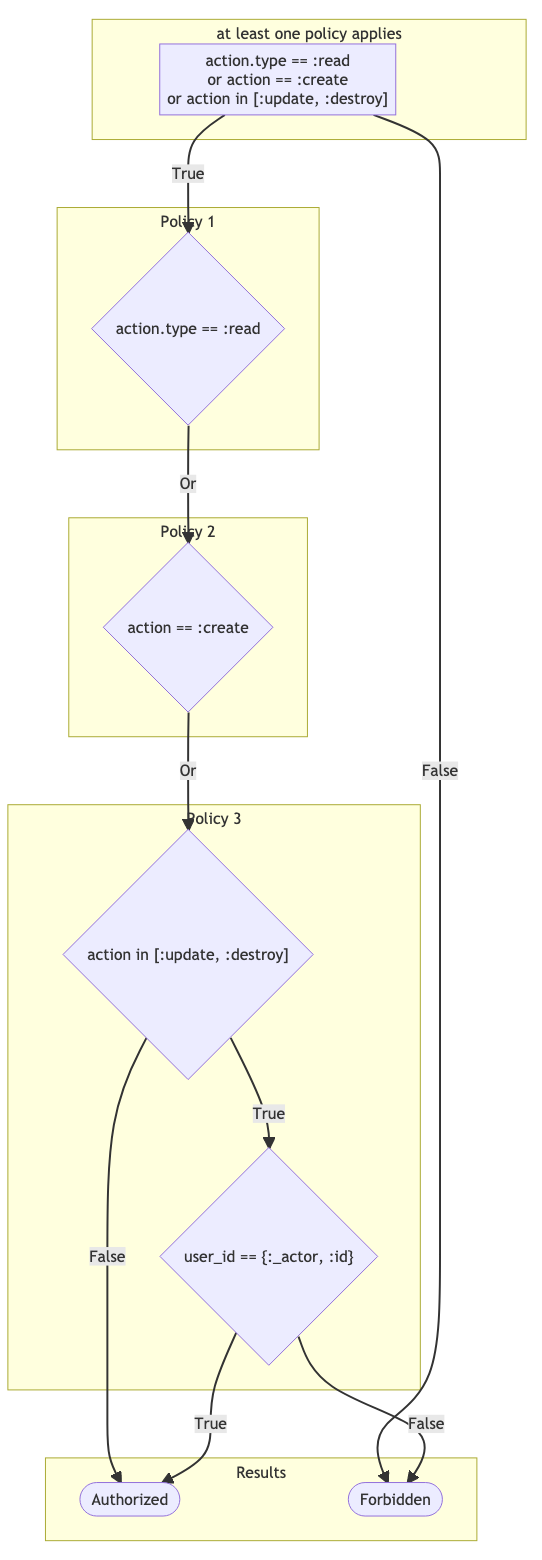 at least one policy applies
action.type == :read
or action == :create
or action in [:update, :destroy]
True
Policy 1
action.type == :read
Or
Policy 2
action == :create
Or
False
Policy 3
action in [:update, :destroy]
True
False
user_id == {:_actor, :id}
True
False
Results
Authorized
Forbidden